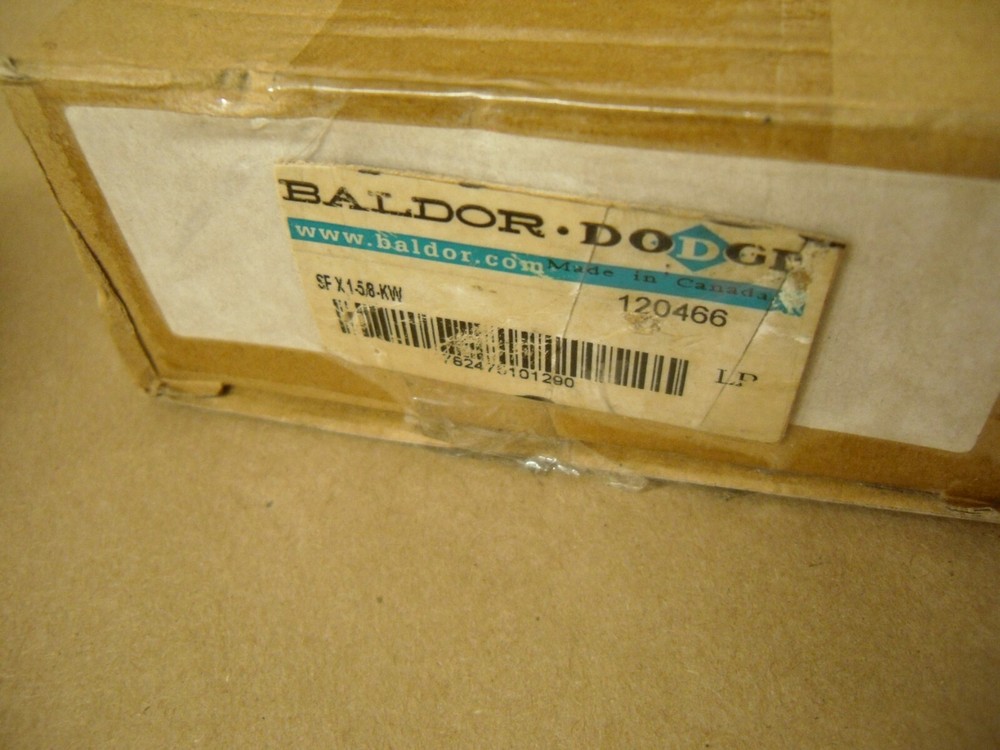 BALDOR · DODGE
www.baldor.com Made in Canada
SF X 1-5/8-KW
120466
LP